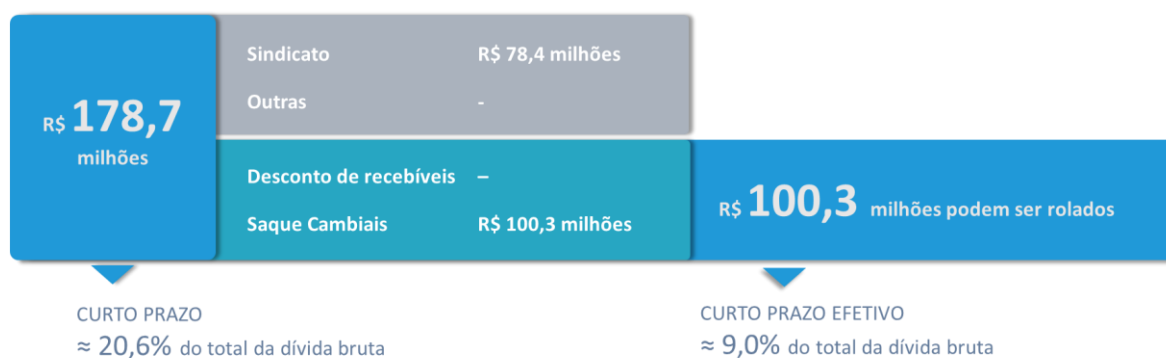 R$ 178,7
milhões
Sindicato R$ 78,4 milhões
Outras -
Desconto de recebíveis –
Saque Cambiais R$ 100,3 milhões
R$ 100,3 milhões podem ser rolados
CURTO PRAZO
≈ 20,6% do total da dívida bruta
CURTO PRAZO EFETIVO
≈ 9,0% do total da dívida bruta